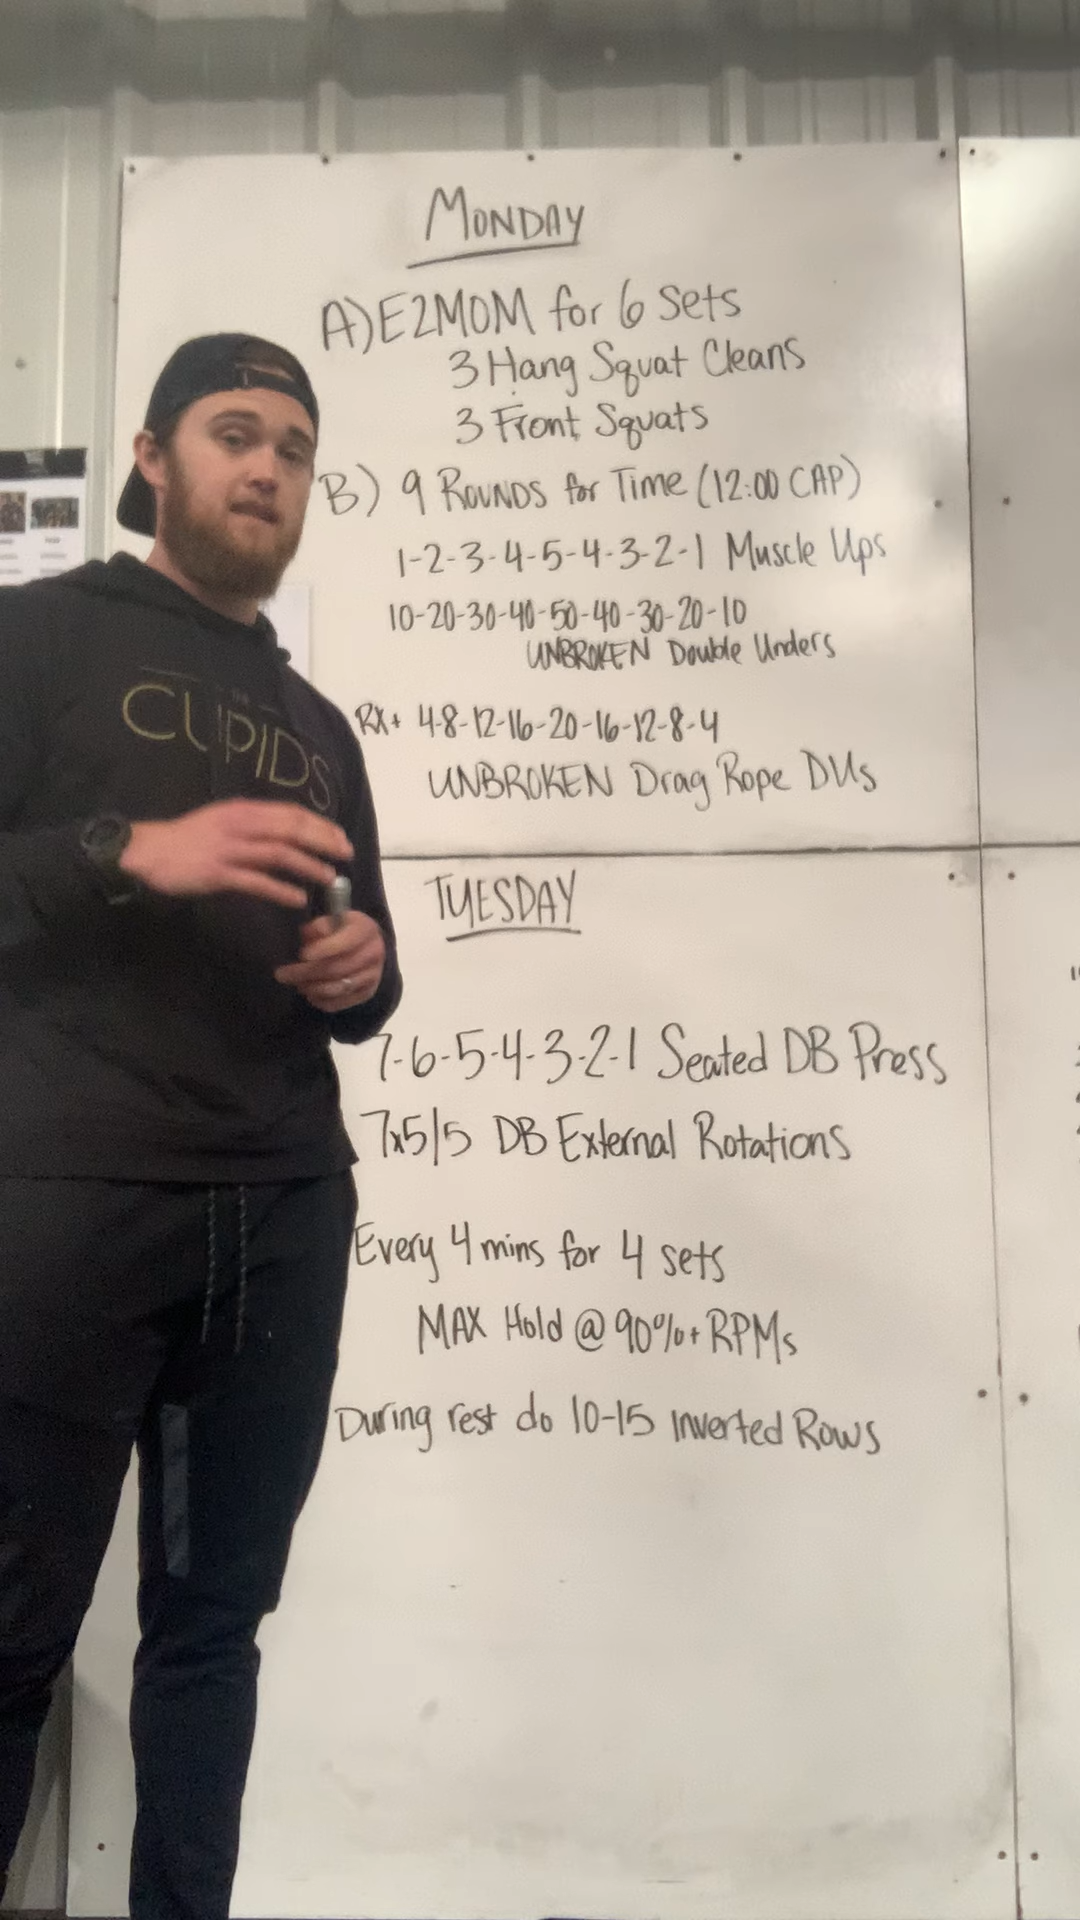 MONDAY
A) E2MOM for 6 Sets
3 Hang Squat Cleans
3 Front Squats
B) 9 ROUNDS for Time (12:00 CAP)
1-2-3-4-5-4-3-2-1 Muscle Ups
10-20-30-40-50-40-30-20-10
UNBROKEN Double Unders
RX+ 4-8-12-16-20-16-12-8-4
UNBROKEN Drag Rope DUs
CUPIDS
TUESDAY
7-6-5-4-3-2-1 Seated DB Press
7x5/5 DB External Rotations
Every 4 mins for 4 sets
MAX Hold @ 90%+ RPMs
During rest do 10-15 Inverted Rows